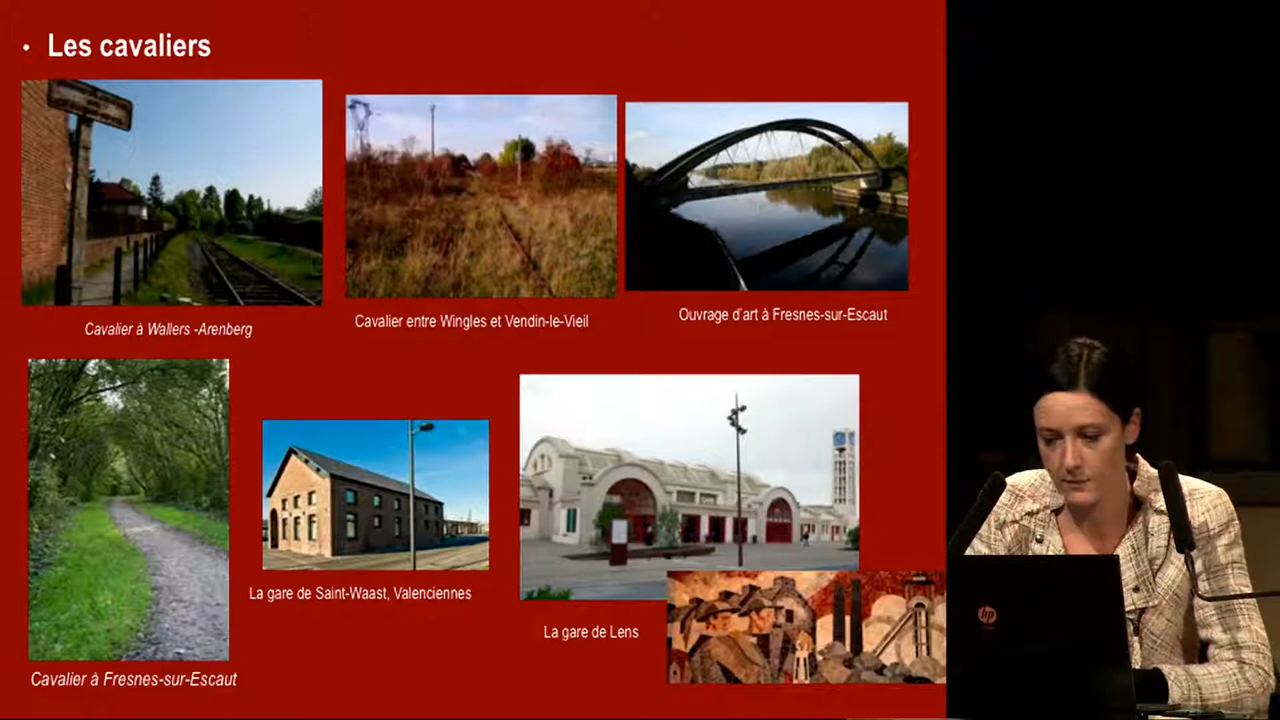 • Les cavaliers
Cavalier à Wallers -Arenberg
Cavalier entre Wingles et Vendin-le-Vieil
Ouvrage d'art à Fresnes-sur-Escaut
La gare de Saint-Waast, Valenciennes
La gare de Lens
Cavalier à Fresnes-sur-Escaut
hp